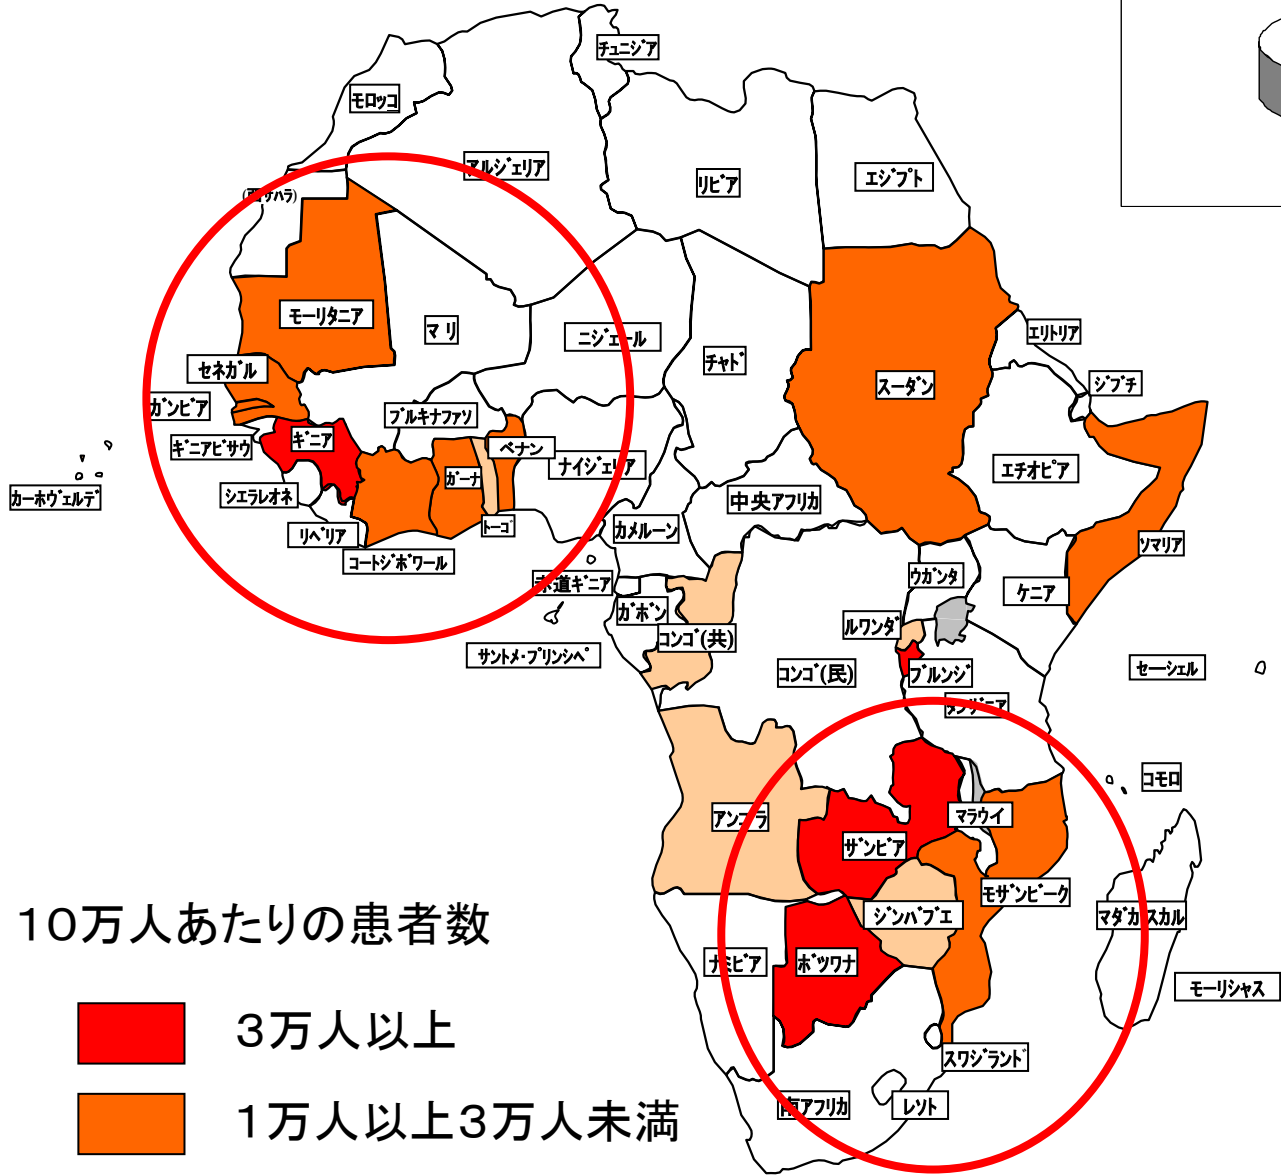 チュニジア
モロッコ
アルジェリア
リビア
エジプト
(西サハラ)
モーリタニア
マリ
ニジェール
チャド
スーダン
エリトリア
ジブチ
セネガル
ガンビア
ギニアビサウ
ギニア
ブルキナファソ
ベナン
ナイジェリア
ガーナ
エチオピア
カーホヴェルデ
シエラレオネ
リベリア
コートジボワール
トーゴ
カメルーン
中央アフリカ
ソマリア
赤道ギニア
ガボン
コンゴ(共)
サントメ・プリンシペ
ウガンダ
ケニア
ルワンダ
コンゴ(民)
ブルンジ
タンザニア
セーシェル
コモロ
アンゴラ
ザンビア
マラウイ
モザンビーク
ジンバブエ
マダガスカル
ナミビア
ボツワナ
モーリシャス
スワジランド
南アフリカ
レソト
10万人あたりの患者数
3万人以上
1万人以上3万人未満